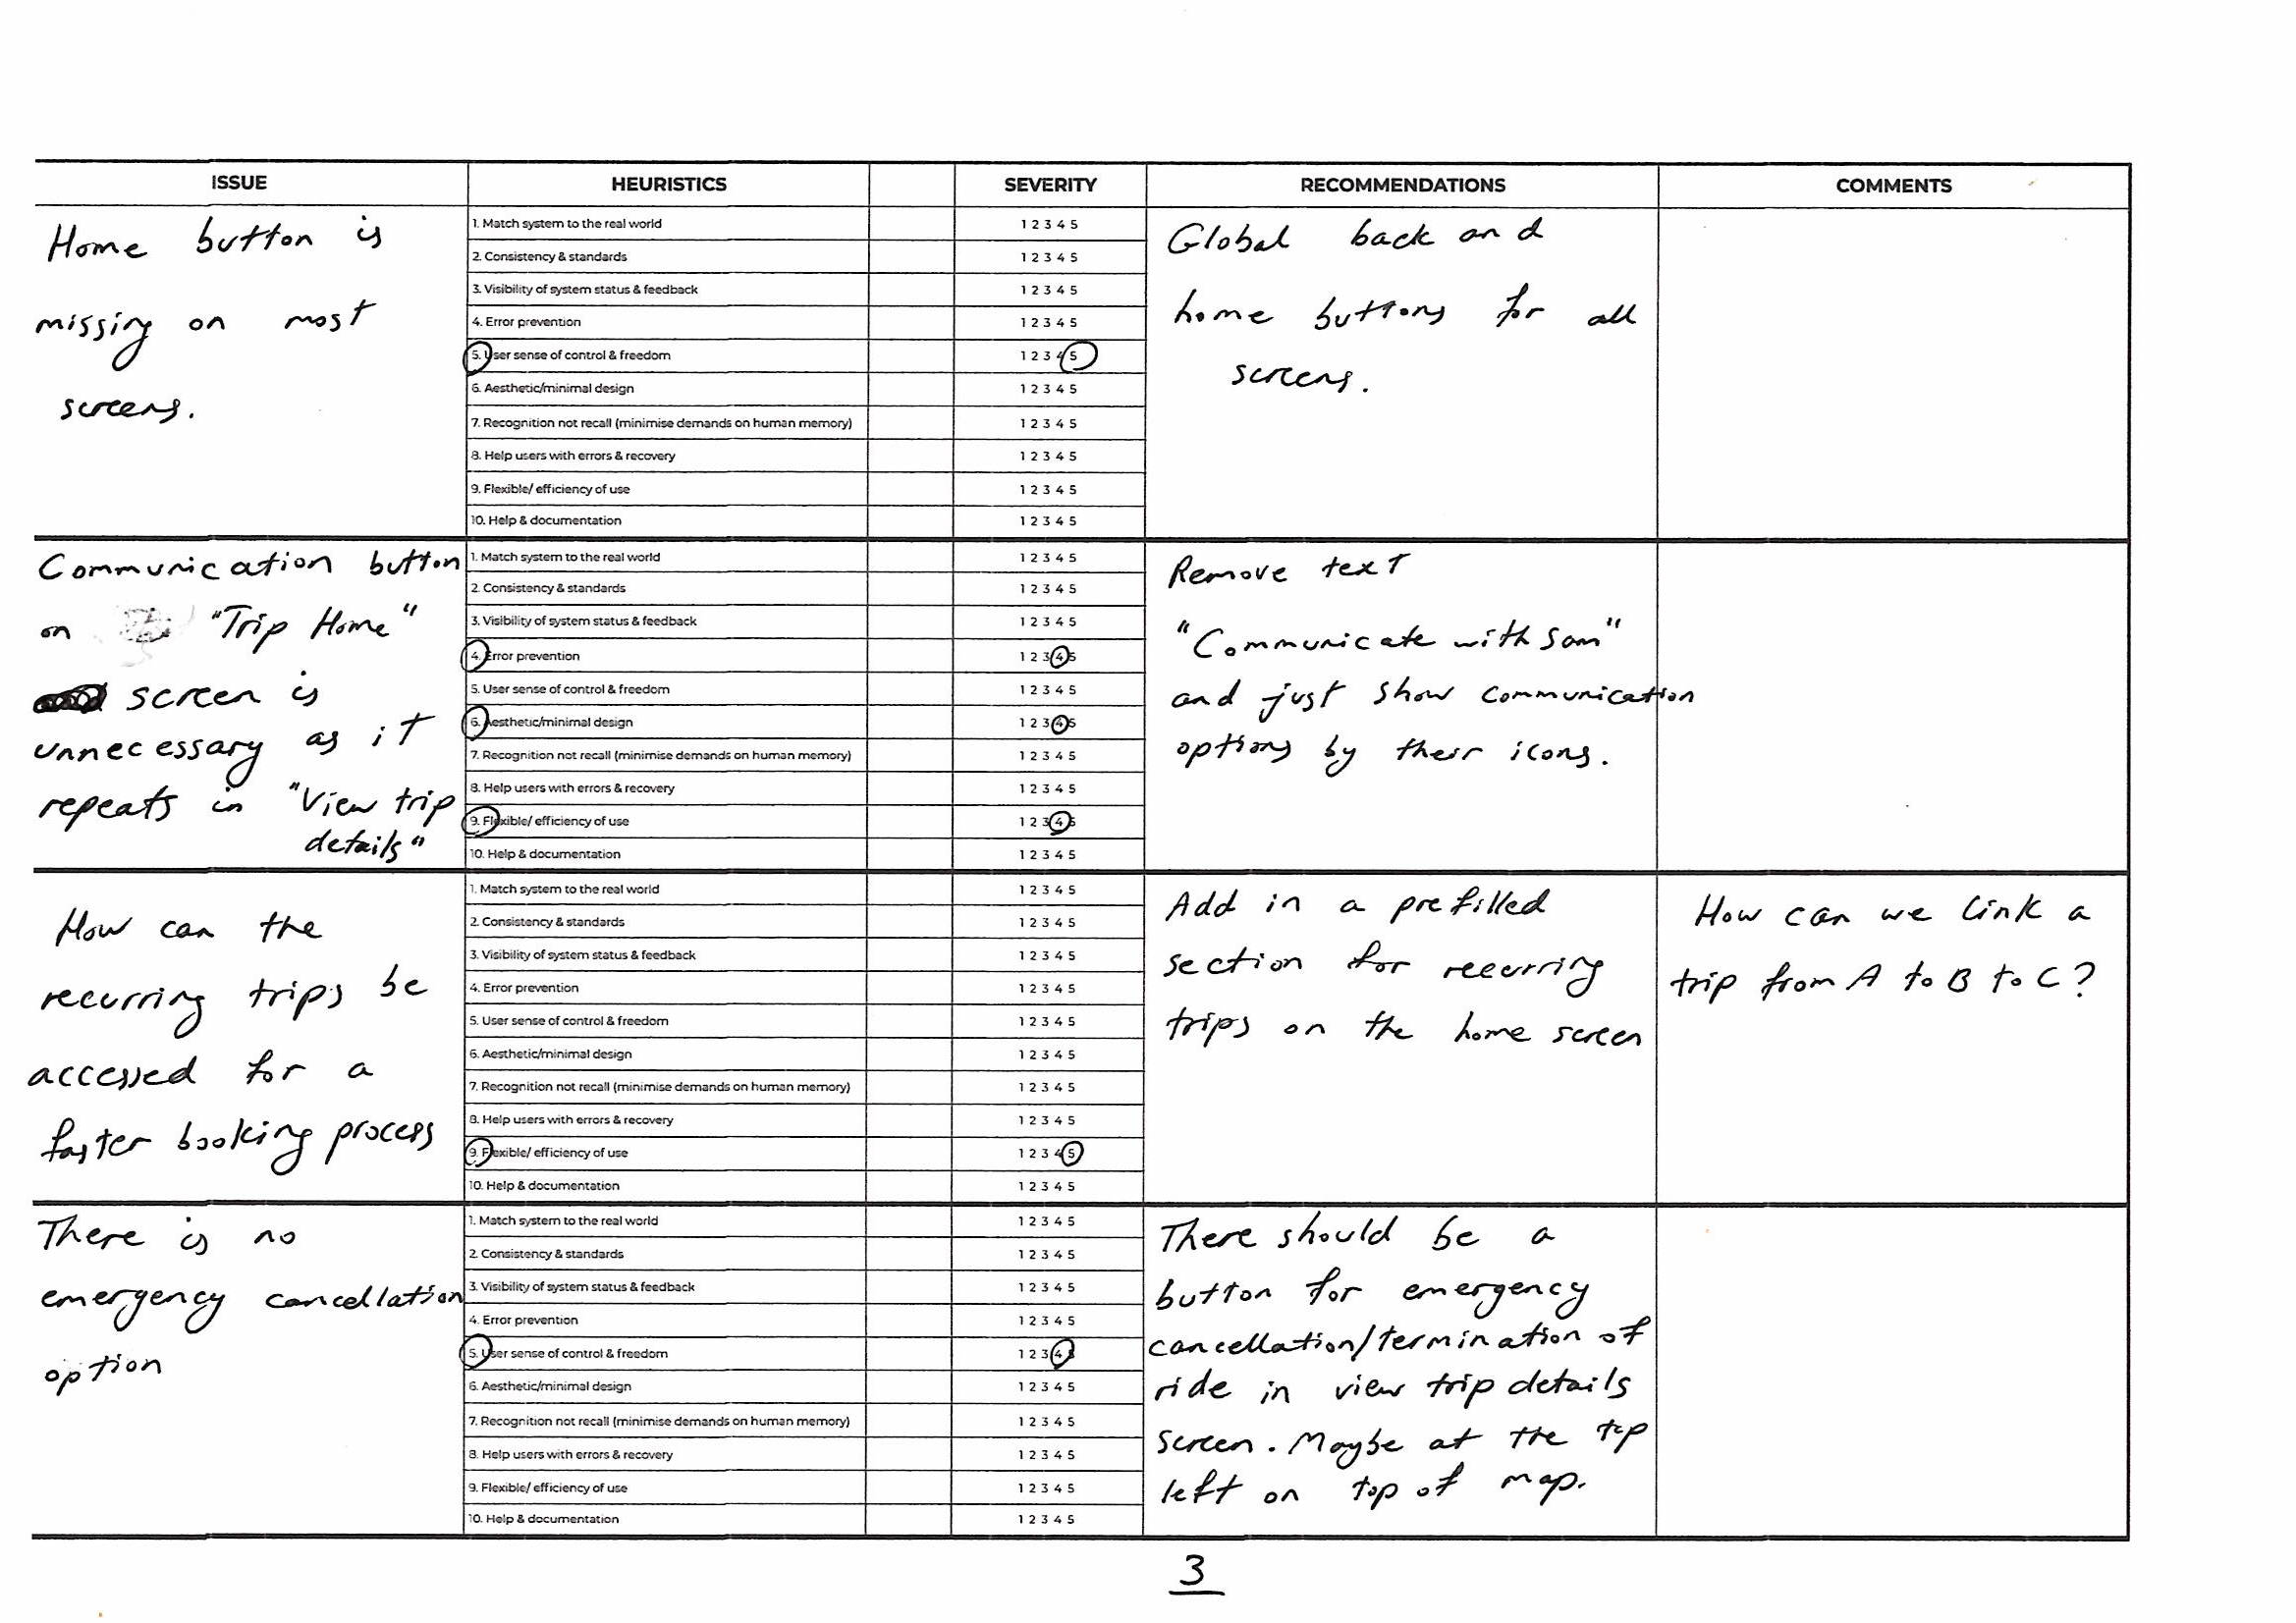 ISSUE HEURISTICS SEVERITY RECOMMENDATIONS COMMENTS
Home button is
missing on most
screens.
1. Match system to the real world 1 2 3 4 5
2. Consistency & standards 1 2 3 4 5
3. Visibility of system status & feedback 1 2 3 4 5
4. Error prevention 1 2 3 4 5
5. User sense of control & freedom 1 2 3 4 5
6. Aesthetic/minimal design 1 2 3 4 5
7. Recognition not recall (minimise demands on human memory) 1 2 3 4 5
8. Help users with errors & recovery 1 2 3 4 5
9. Flexible/ efficiency of use 1 2 3 4 5
10. Help & documentation 1 2 3 4 5
Global back and
home buttons for all
screens.
Communication button
on "Trip Home"
screen is
unnecessary as it
repeats in "View trip
details"
1. Match system to the real world 1 2 3 4 5
2. Consistency & standards 1 2 3 4 5
3. Visibility of system status & feedback 1 2 3 4 5
4. Error prevention 1 2 3 4 5
5. User sense of control & freedom 1 2 3 4 5
6. Aesthetic/minimal design 1 2 3 4 5
7. Recognition not recall (minimise demands on human memory) 1 2 3 4 5
8. Help users with errors & recovery 1 2 3 4 5
9. Flexible/ efficiency of use 1 2 3 4 5
10. Help & documentation 1 2 3 4 5
Remove text
"Communicate with Sam"
and just show communication
options by their icons.
How can the
recurring trips be
accessed for a
faster booking process
1. Match system to the real world 1 2 3 4 5
2. Consistency & standards 1 2 3 4 5
3. Visibility of system status & feedback 1 2 3 4 5
4. Error prevention 1 2 3 4 5
5. User sense of control & freedom 1 2 3 4 5
6. Aesthetic/minimal design 1 2 3 4 5
7. Recognition not recall (minimise demands on human memory) 1 2 3 4 5
8. Help users with errors & recovery 1 2 3 4 5
9. Flexible/ efficiency of use 1 2 3 4 5
10. Help & documentation 1 2 3 4 5
Add in a prefilled
section for recurring
trips on the home screen
How can we link a
trip from A to B to C?
There is no
emergency cancellation
option
1. Match system to the real world 1 2 3 4 5
2. Consistency & standards 1 2 3 4 5
3. Visibility of system status & feedback 1 2 3 4 5
4. Error prevention 1 2 3 4 5
5. User sense of control & freedom 1 2 3 4 5
6. Aesthetic/minimal design 1 2 3 4 5
7. Recognition not recall (minimise demands on human memory) 1 2 3 4 5
8. Help users with errors & recovery 1 2 3 4 5
9. Flexible/ efficiency of use 1 2 3 4 5
10. Help & documentation 1 2 3 4 5
There should be a
button for emergency
cancellation/termination of
ride in view trip details
screen. Maybe at the top
left on top of map.
3